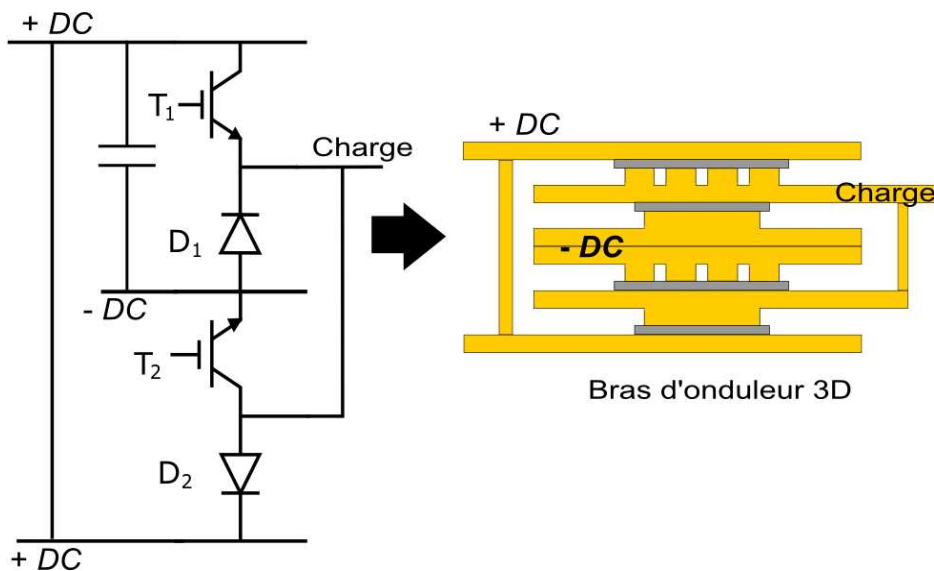 + DC
T1
Charge
D1
- DC
T2
D2
+ DC
+ DC
Charge
- DC
Bras d'onduleur 3D